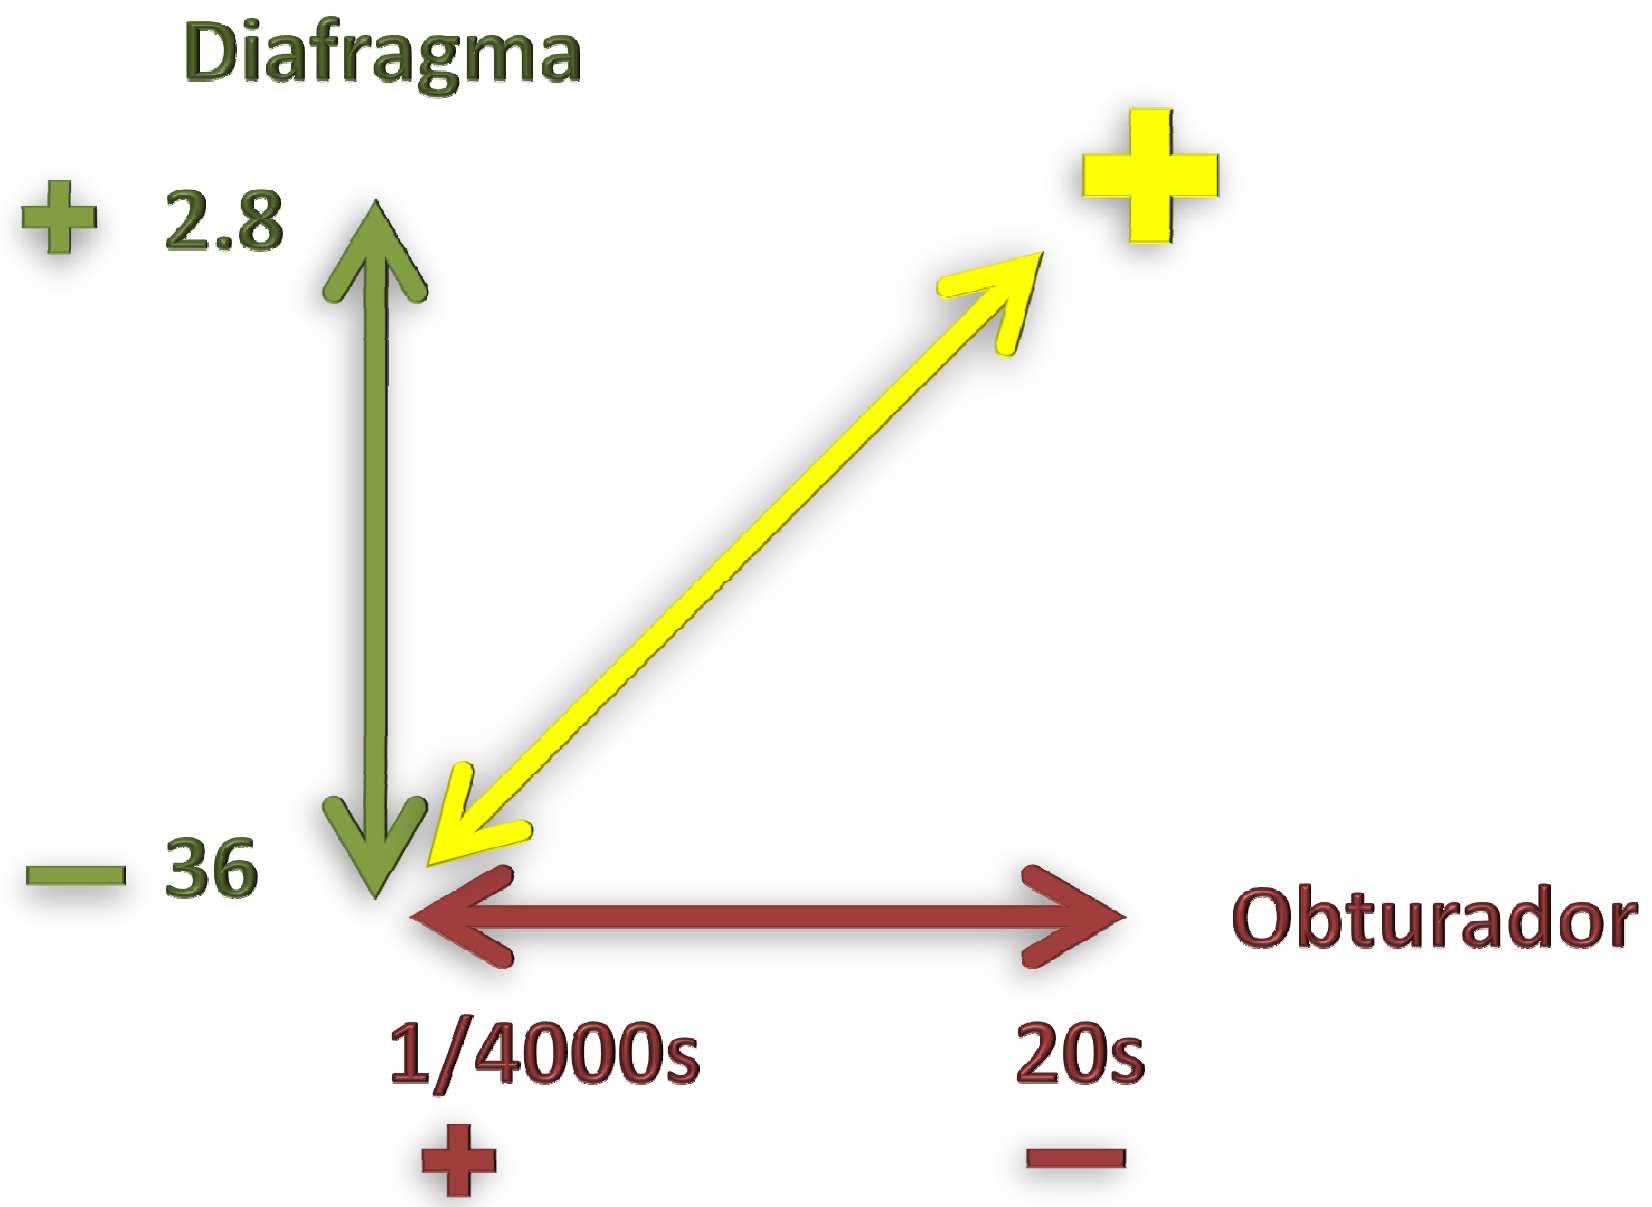 Diafragma
+ 2.8
− 36
Obturador
1/4000s 20s
+ −